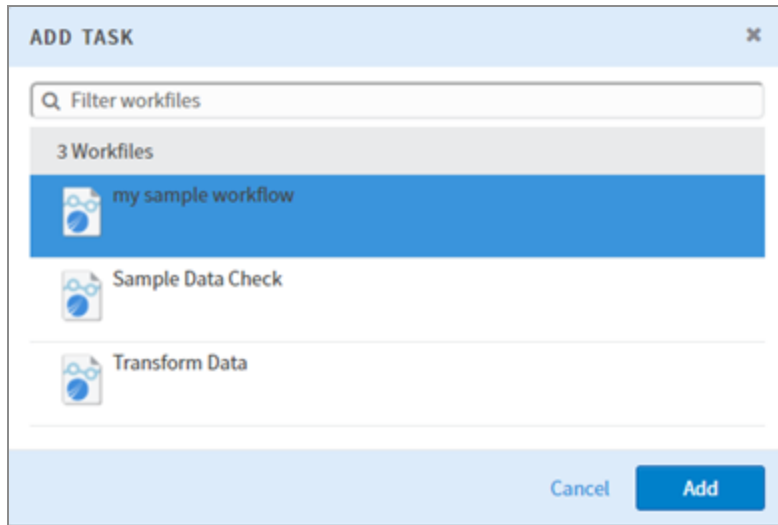 ADD TASK
Filter workfiles
3 Workfiles
my sample workflow
Sample Data Check
Transform Data
Cancel Add